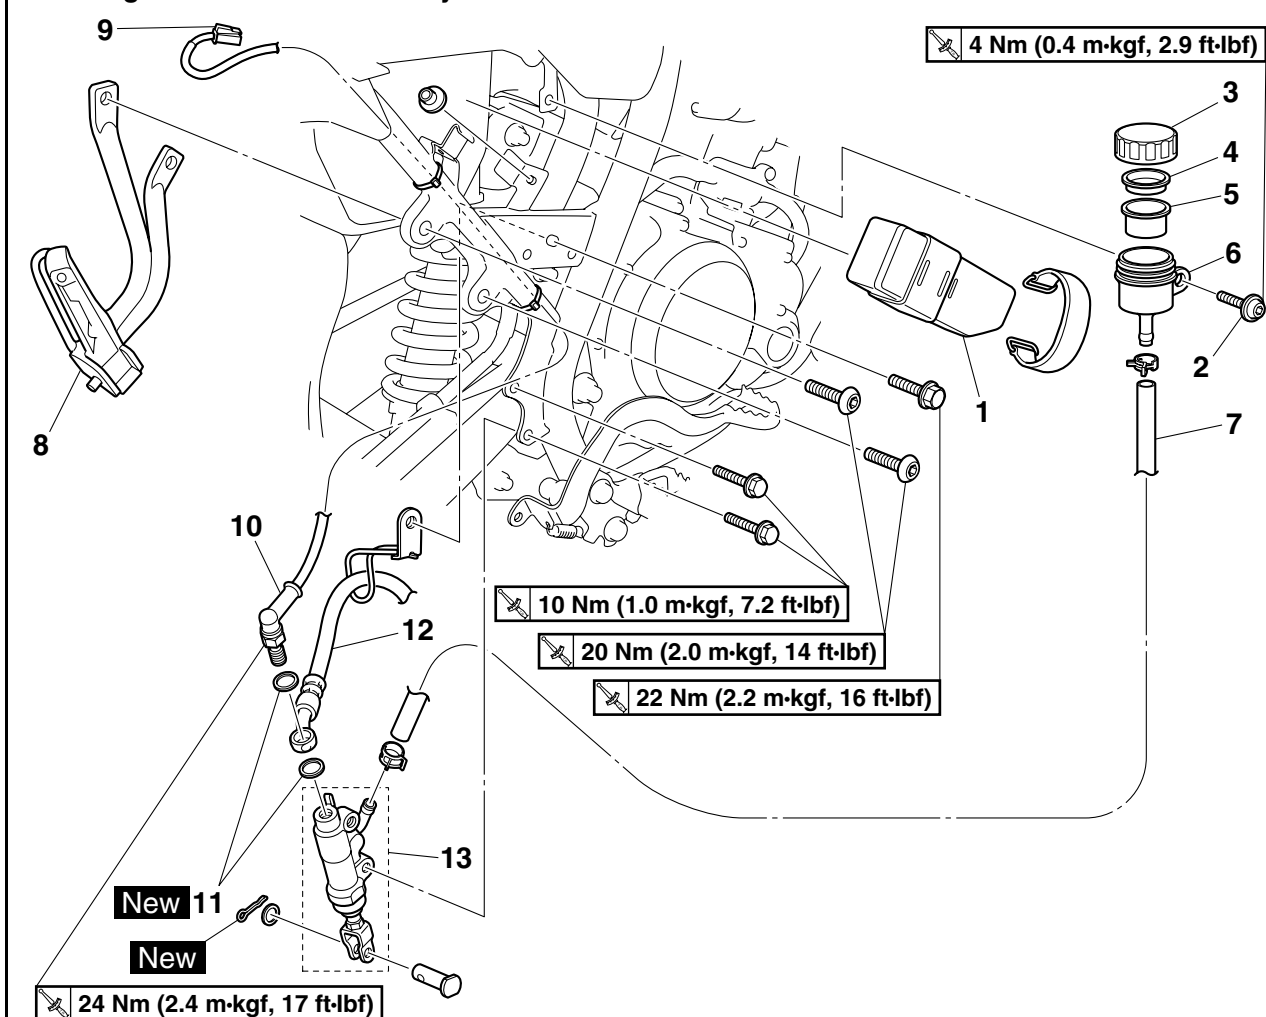 9
4 Nm (0.4 m•kgf, 2.9 ft•lbf)
3
4
5
6
2
1
7
8
10
10 Nm (1.0 m•kgf, 7.2 ft•lbf)
12
20 Nm (2.0 m•kgf, 14 ft•lbf)
22 Nm (2.2 m•kgf, 16 ft•lbf)
13
New 11
New
24 Nm (2.4 m•kgf, 17 ft•lbf)